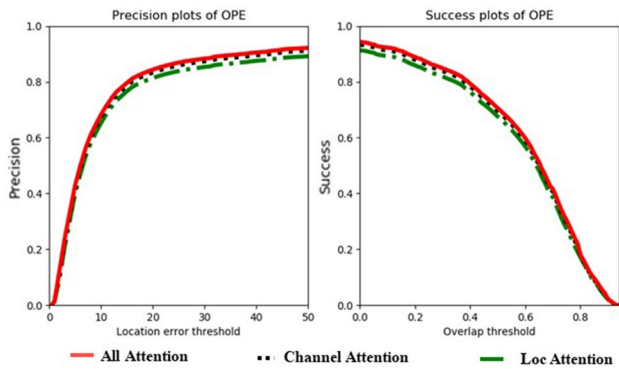 Precision plots of OPE
1.0
0.8
0.6
0.4
0.2
0.0
Precision
0 10 20 30 40 50
Location error threshold
Success plots of OPE
1.0
0.8
0.6
0.4
0.2
0.0
Success
0.0 0.2 0.4 0.6 0.8
Overlap threshold
All Attention Channel Attention Loc Attention